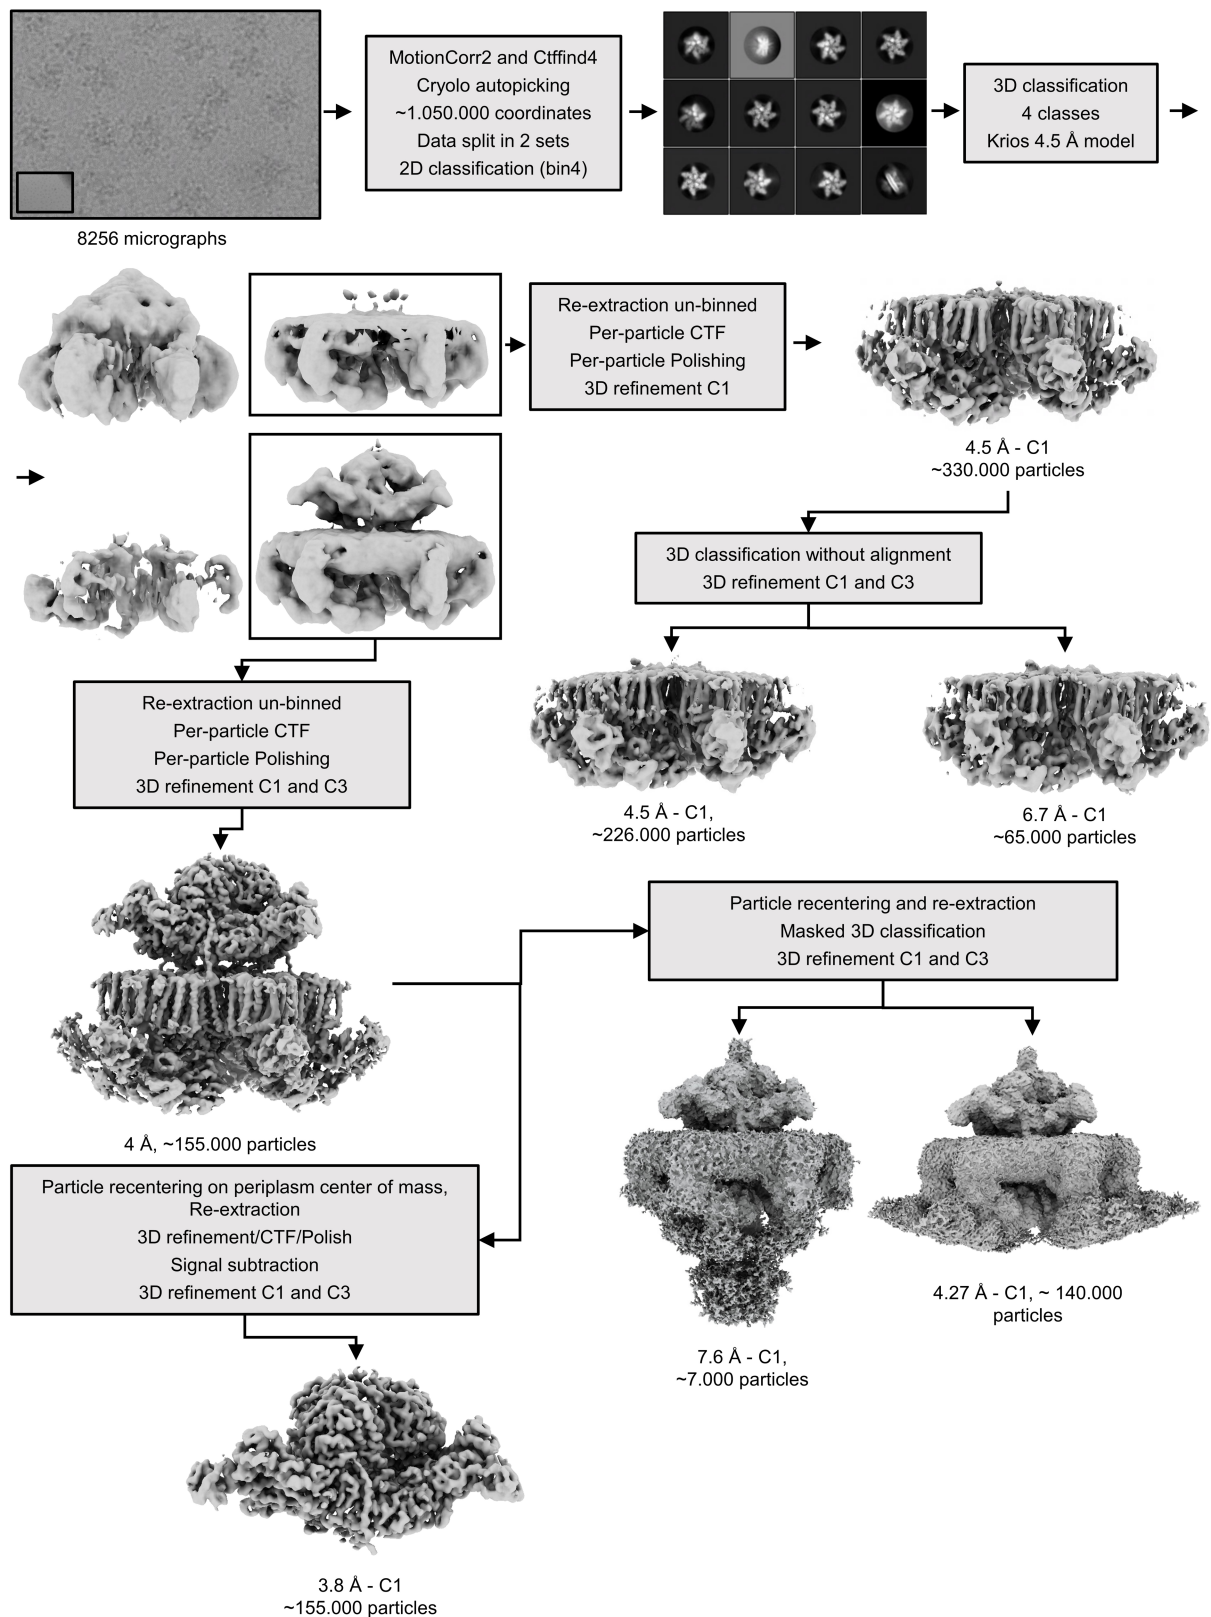 MotionCorr2 and Ctffind4
Cryolo autopicking
~1.050.000 coordinates
Data split in 2 sets
2D classification (bin4)
3D classification
4 classes
Krios 4.5 Å model
8256 micrographs
Re-extraction un-binned
Per-particle CTF
Per-particle Polishing
3D refinement C1
4.5 Å - C1
~330.000 particles
3D classification without alignment
3D refinement C1 and C3
Re-extraction un-binned
Per-particle CTF
Per-particle Polishing
3D refinement C1 and C3
4.5 Å - C1,
~226.000 particles
6.7 Å - C1
~65.000 particles
Particle recentering and re-extraction
Masked 3D classification
3D refinement C1 and C3
4 Å, ~155.000 particles
Particle recentering on periplasm center of mass,
Re-extraction
3D refinement/CTF/Polish
Signal subtraction
3D refinement C1 and C3
4.27 Å - C1, ~ 140.000
particles
7.6 Å - C1,
~7.000 particles
3.8 Å - C1
~155.000 particles